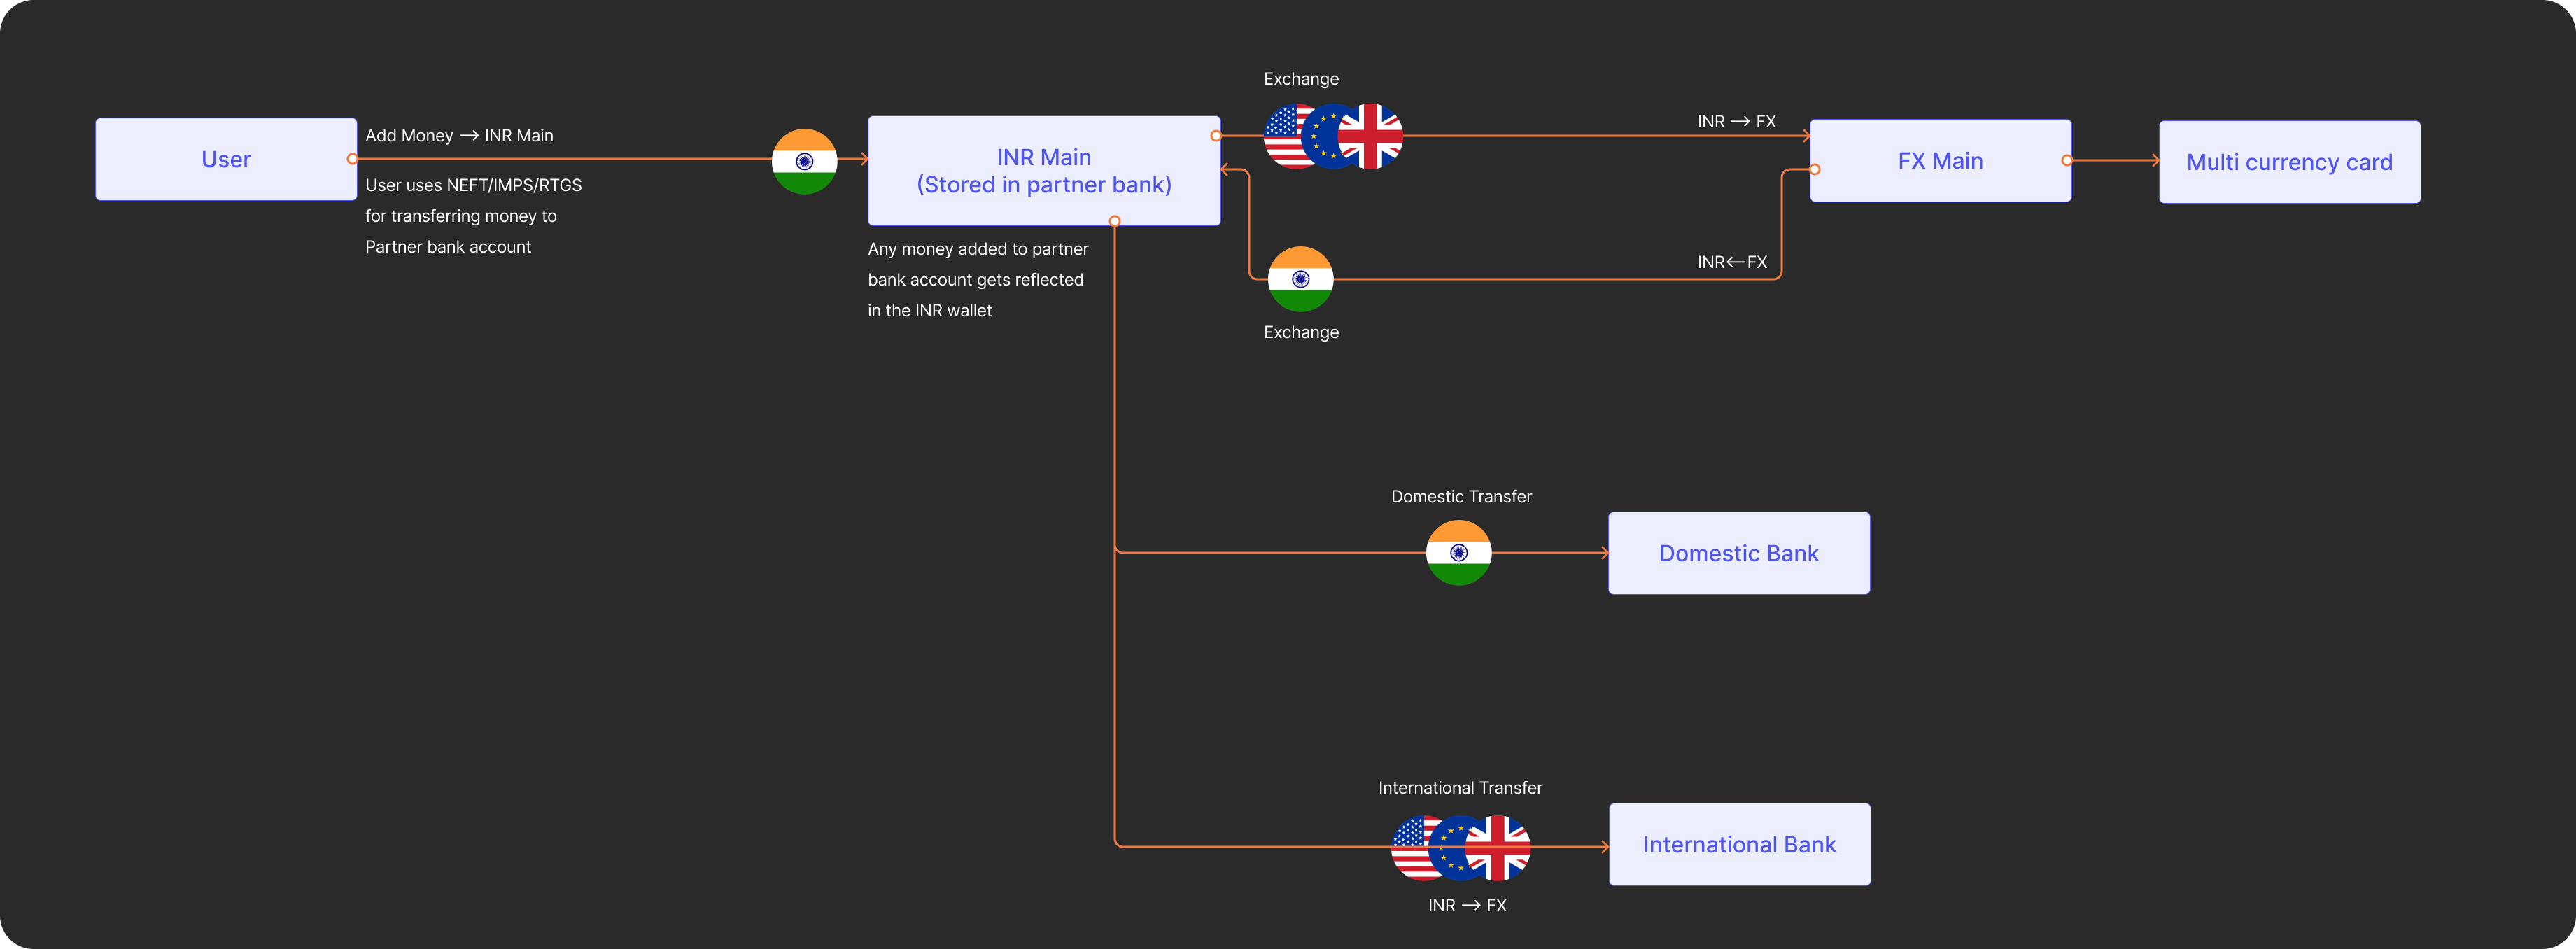 Exchange
Add Money → INR Main
INR → FX
User
INR Main
(Stored in partner bank)
FX Main
Multi currency card
User uses NEFT/IMPS/RTGS
for transferring money to
Partner bank account
Any money added to partner
bank account gets reflected
in the INR wallet
INR←FX
Exchange
Domestic Transfer
Domestic Bank
International Transfer
International Bank
INR → FX